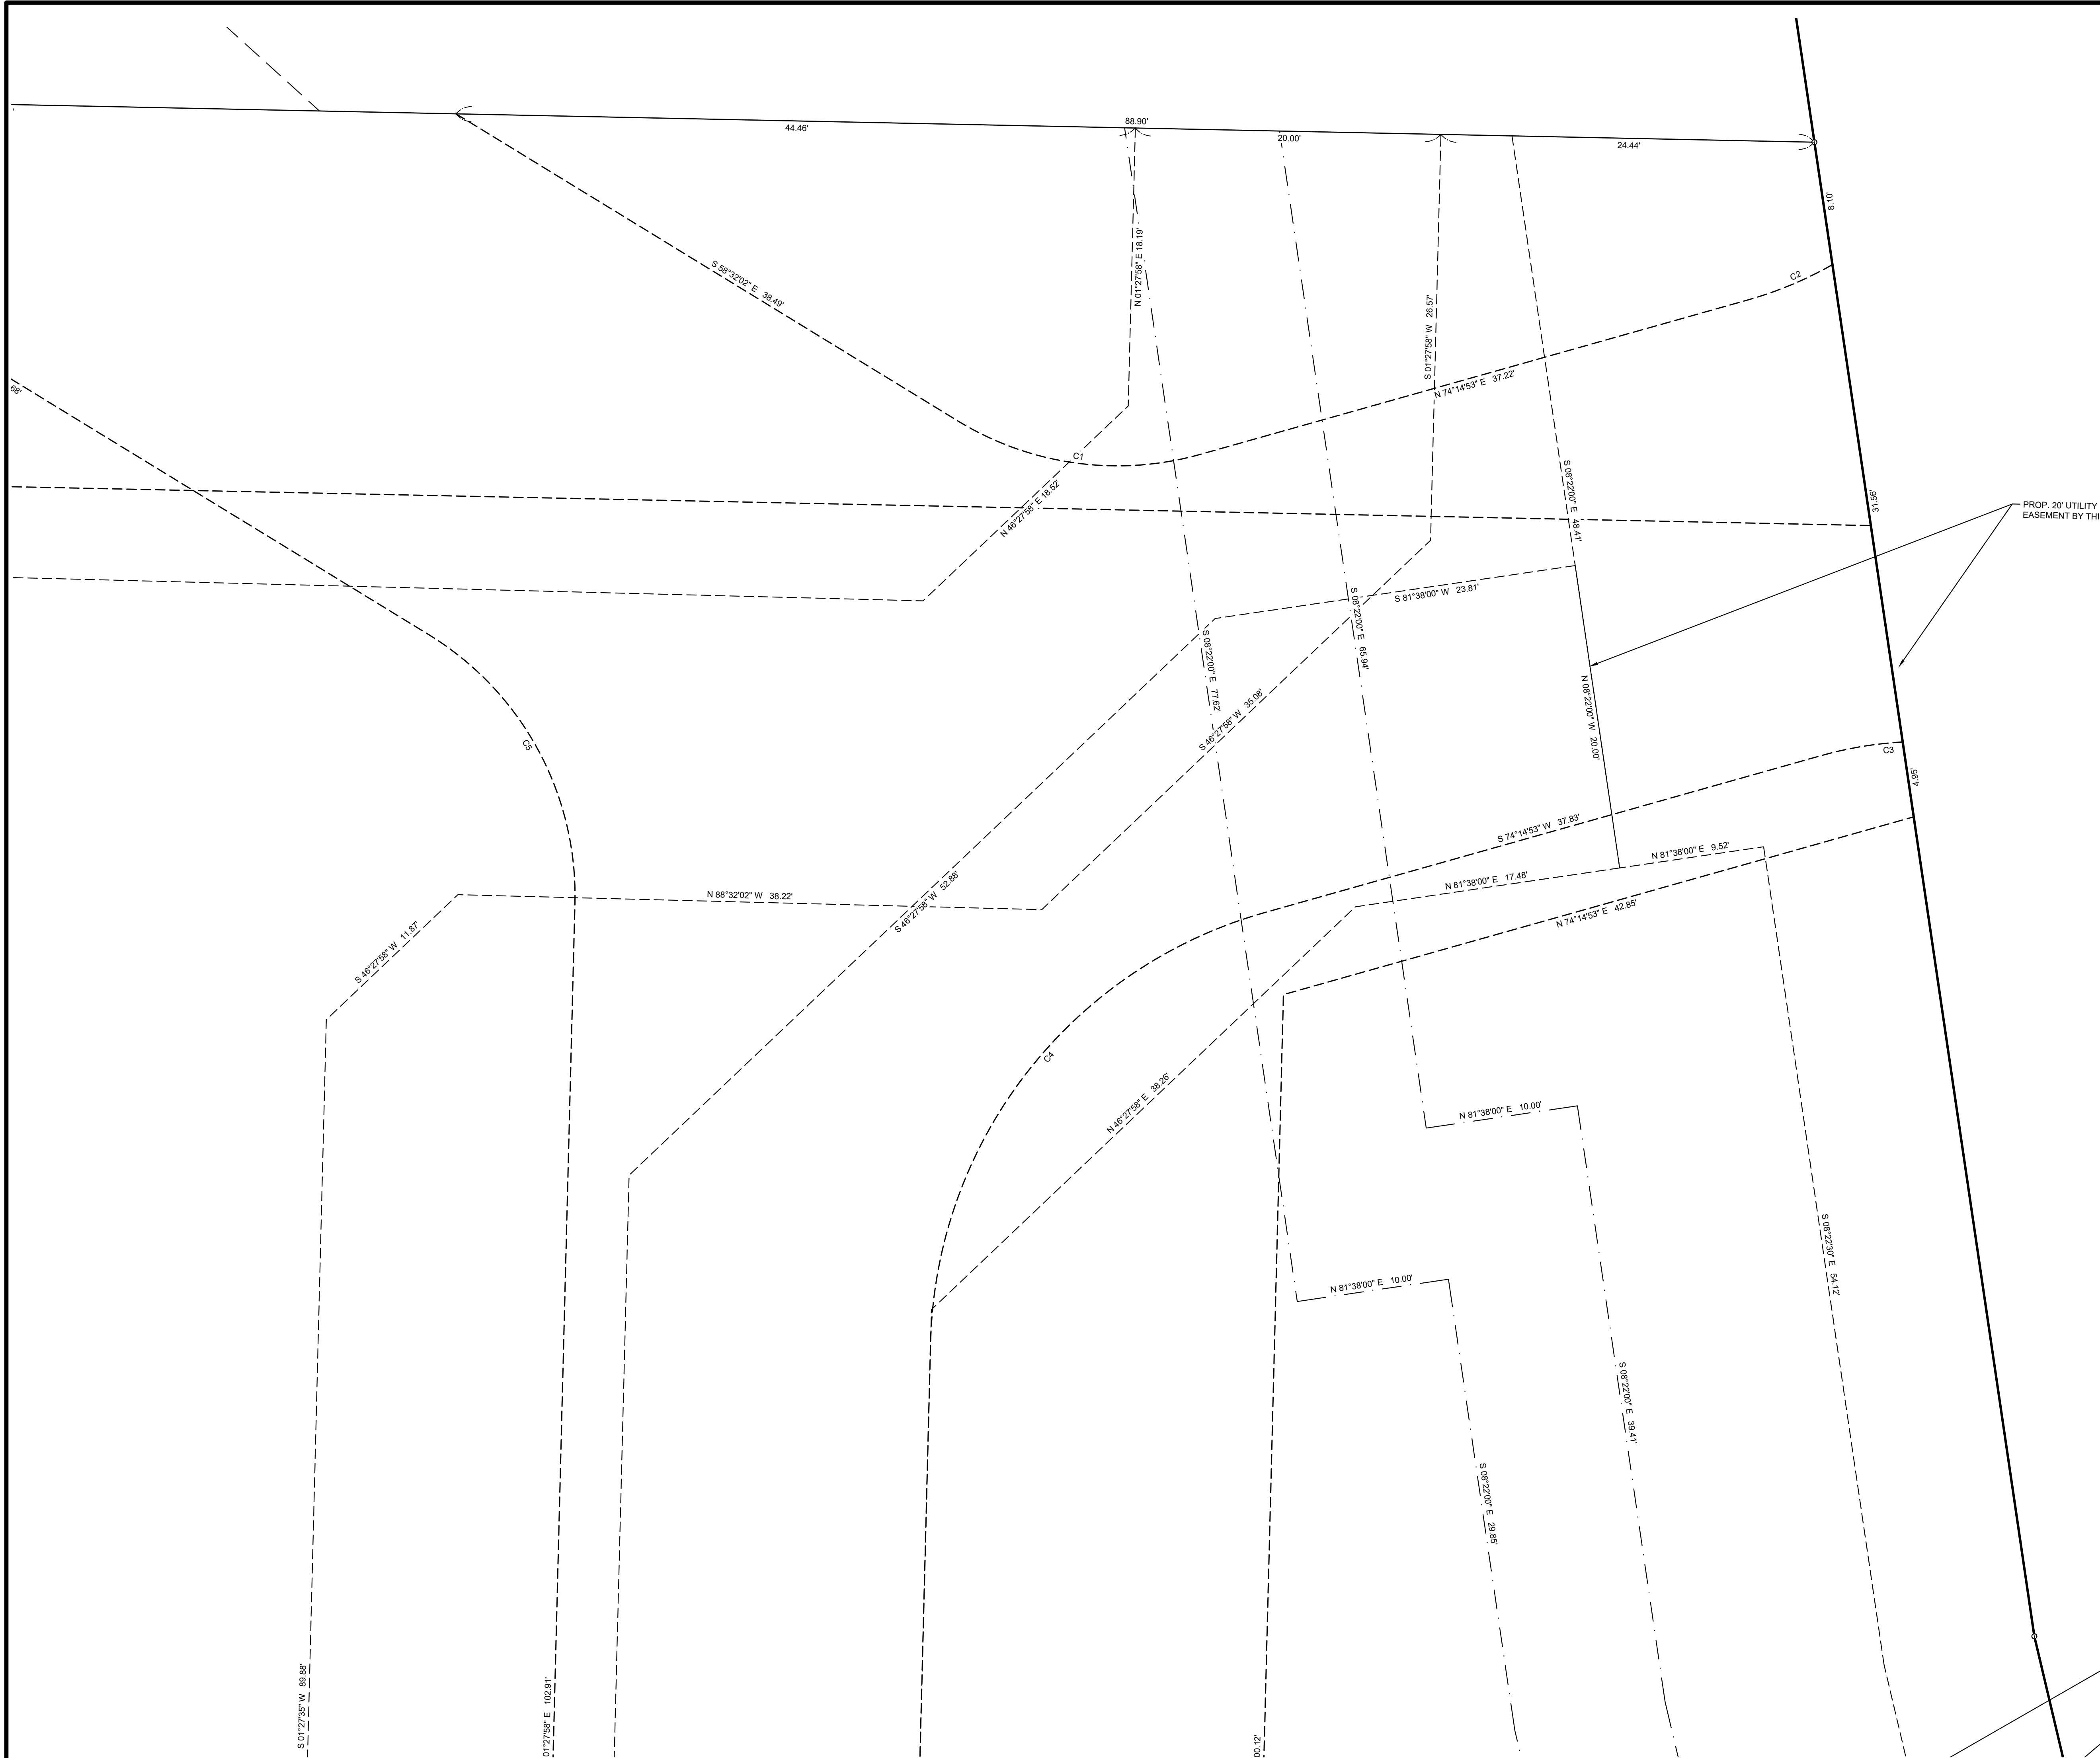 88.90'
44.46'
20.00'
24.44'
8.10'
N 01°27'58" E 18.19'
S 58°32'02" E 38.49'
C2
S 01°27'58" W 26.57'
N 74°14'53" E 37.22'
68'
C1
N 46°27'58" E 18.52'
S 08°22'00" E 48.41'
31.56'
PROP. 20' UTILITY
EASEMENT BY THI
S 81°38'00" W 23.81'
S 08°22'00" E 65.94'
S 08°22'00" E 77.62'
S 46°27'58" W 35.08'
N 08°22'00" W 20.00'
C5
C3
4.95'
S 74°14'53" W 37.83'
N 81°38'00" E 9.52'
N 81°38'00" E 17.48'
N 88°32'02" W 38.22'
S 46°27'58" W 52.88'
N 74°14'53" E 42.85'
S 46°27'58" W 11.87'
C4
N 46°27'58" E 38.26'
N 81°38'00" E 10.00'
S 08°22'30" E 54.12'
N 81°38'00" E 10.00'
S 08°22'00" E 39.41'
S 08°22'00" E 29.85'
S 01°27'35" W 89.88'
01°27'58" E 102.91'
00.12'